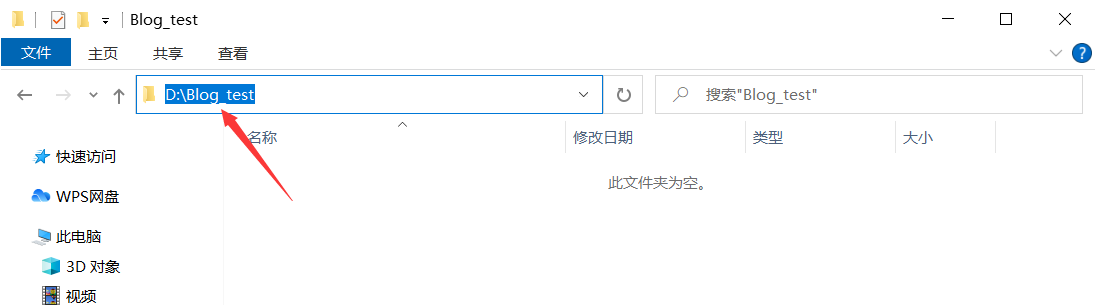 Blog_test
文件 主页 共享 查看
D:\Blog_test 搜索"Blog_test"
名称 修改日期 类型 大小
此文件夹为空。
快速访问
WPS网盘
此电脑
3D 对象
视频